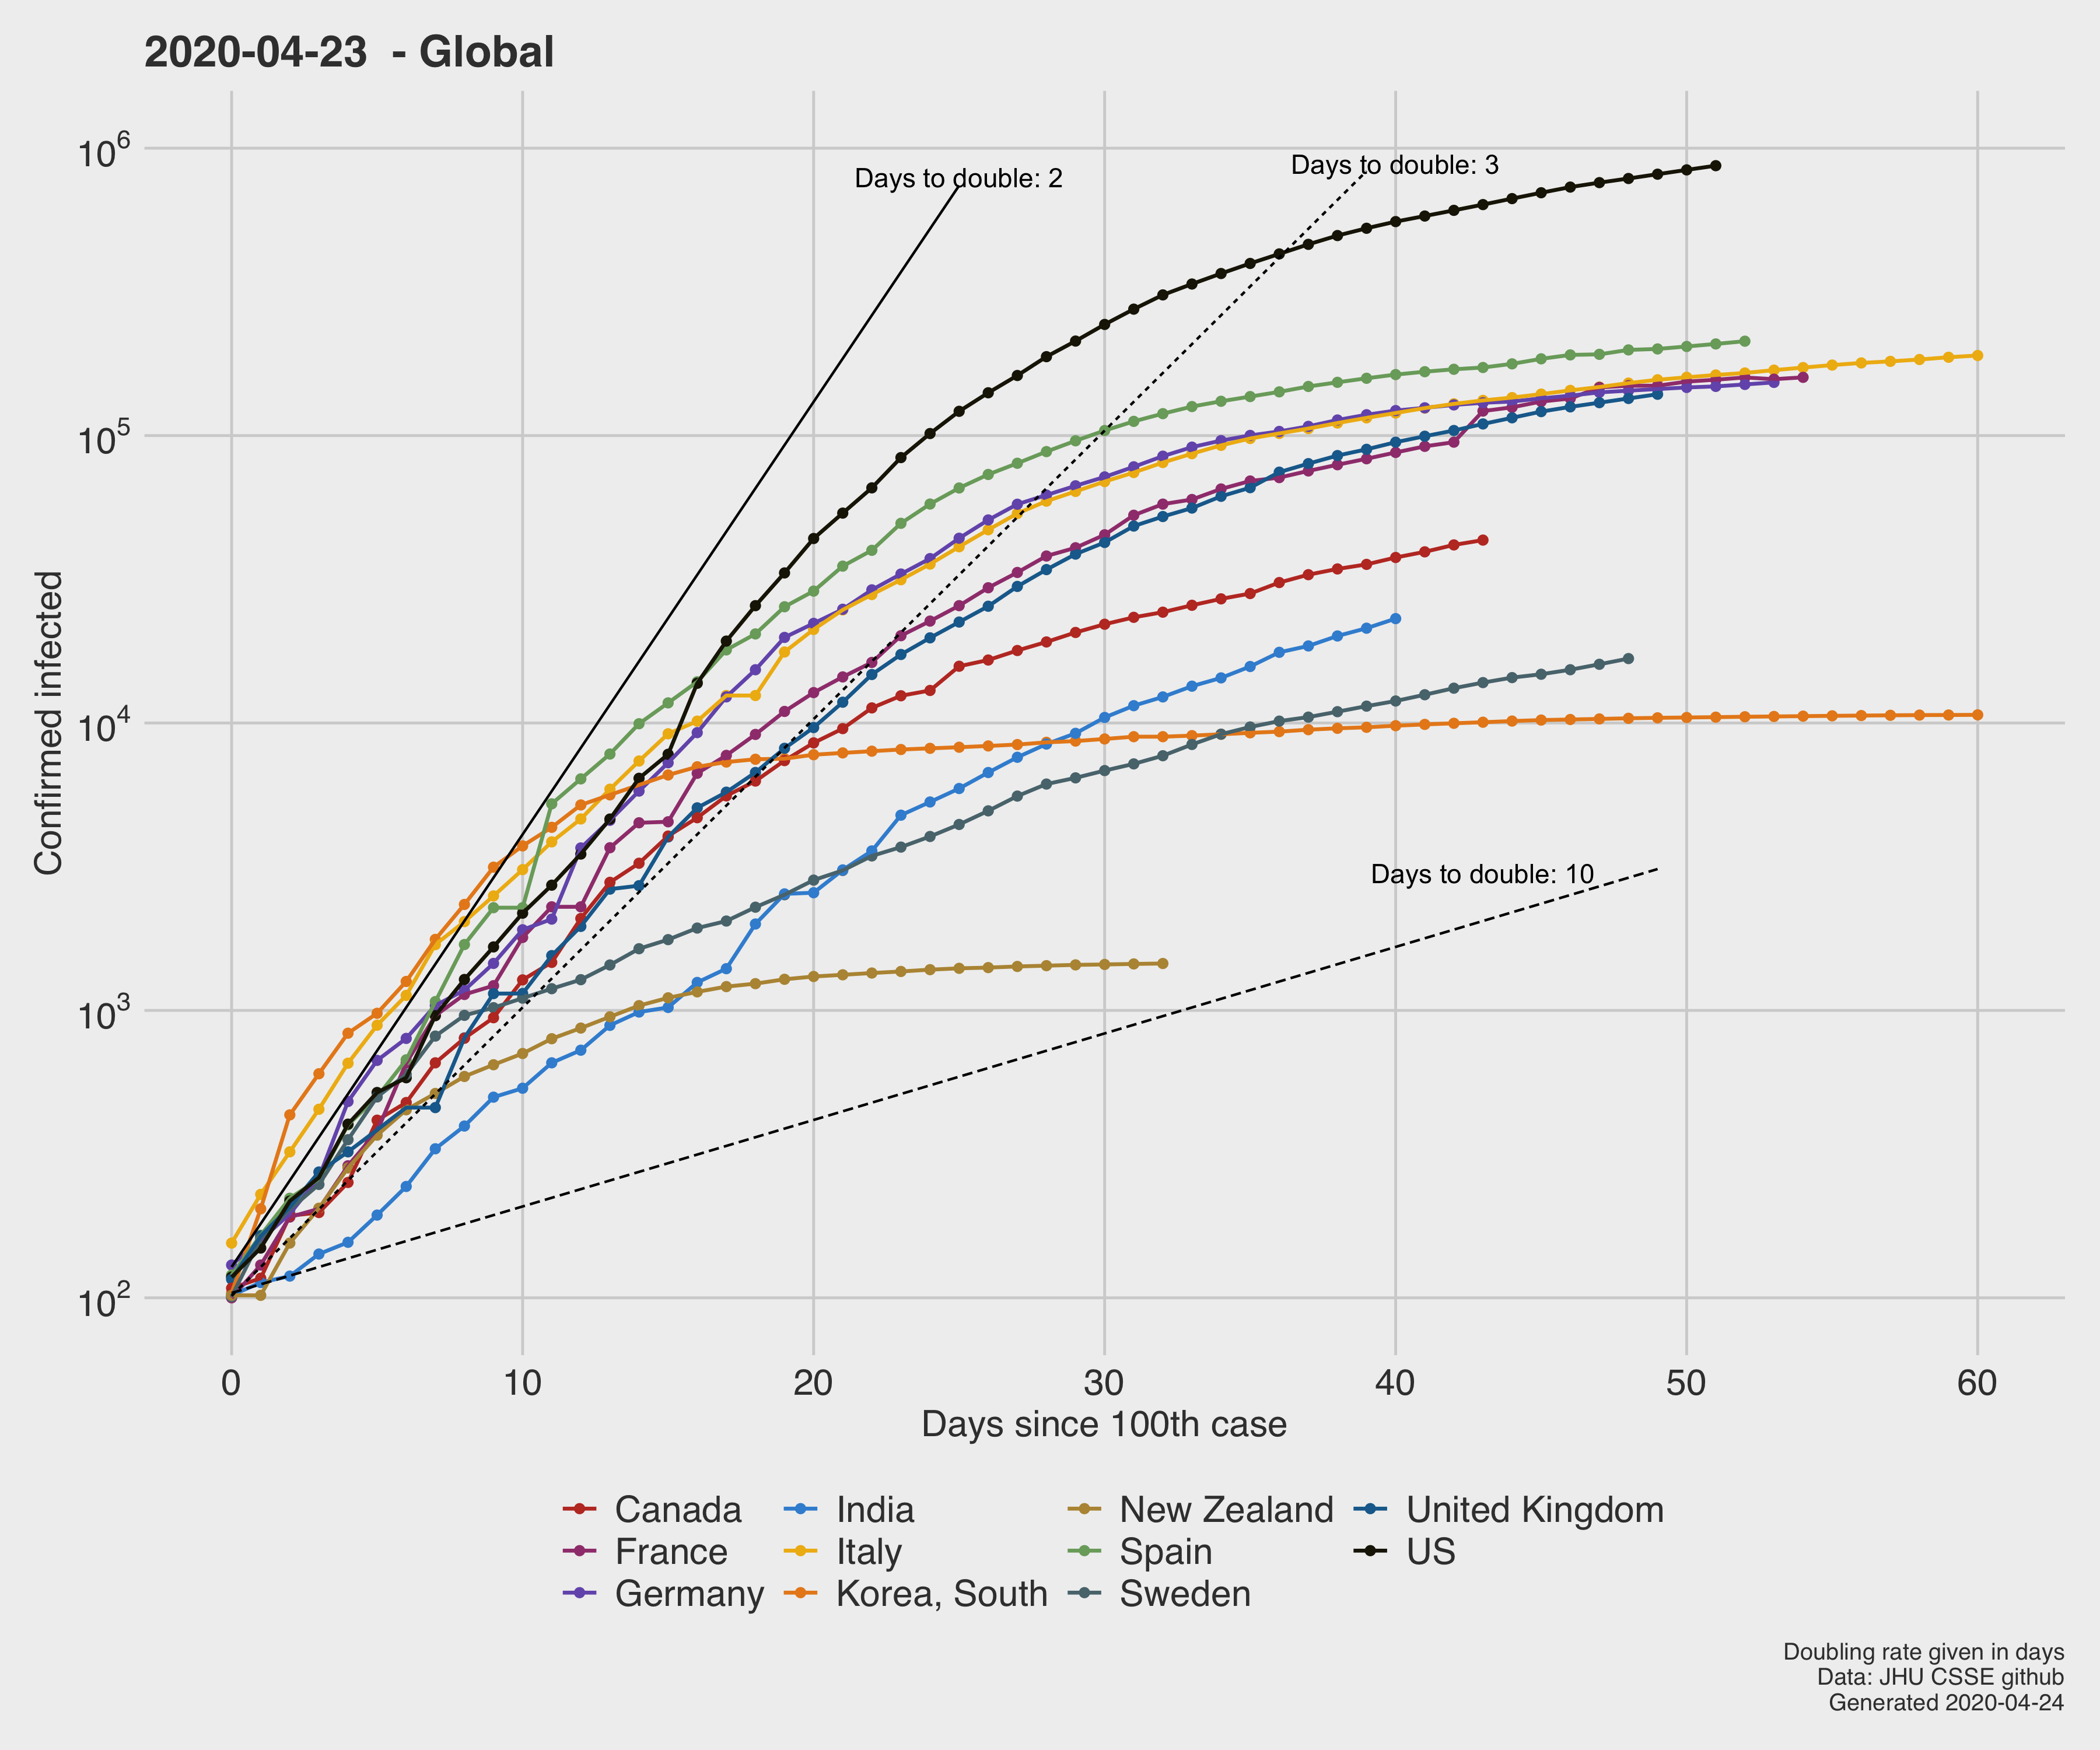 2020-04-23 - Global
10^6
Days to double: 3
Days to double: 2
10^5
10^4
Days to double: 10
10^3
10^2
Confirmed infected
0 10 20 30 40 50 60
Days since 100th case
Canada India New Zealand United Kingdom
France Italy Spain US
Germany Korea, South Sweden
Doubling rate given in days
Data: JHU CSSE github
Generated 2020-04-24